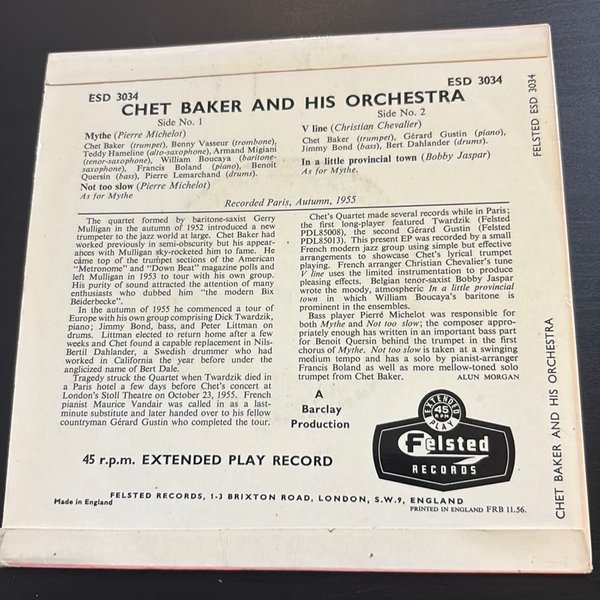 ESD 3034
ESD 3034
CHET BAKER AND HIS ORCHESTRA
Side No. 1
Mythe (Pierre Michelot)
Chet Baker (trumpet), Benny Vasseur (trombone),
Teddy Hameline (alto-saxophone), Armand Migiani
(tenor-saxophone), William Boucaya (baritone-
saxophone), Francis Boland (piano), Benoit
Quersin (bass), Pierre Lemarchand (drums).
Not too slow (Pierre Michelot)
As for Mythe
Side No. 2
V line (Christian Chevalier)
Chet Baker (trumpet), Gérard Gustin (piano),
Jimmy Bond (bass), Bert Dahlander (drums).
In a little provincial town (Bobby Jaspar)
As for Mythe.
Recorded Paris, Autumn, 1955
The quartet formed by baritone-saxist Gerry
Mulligan in the autumn of 1952 introduced a new
trumpeter to the jazz world at large. Chet Baker had
worked previously in semi-obscurity but his appear-
ances with Mulligan sky-rocketed him to fame. He
came top of the trumpet sections of the American
"Metronome" and "Down Beat" magazine polls and
left Mulligan in 1953 to tour with his own group.
His purity of sound attracted the attention of many
enthusiasts who dubbed him "the modern Bix
Beiderbecke".
In the autumn of 1955 he commenced a tour of
Europe with his own group comprising Dick Twardzik,
piano; Jimmy Bond, bass, and Peter Littman on
drums. Littman elected to return home after a few
weeks and Chet found a capable replacement in Nils-
Bertil Dahlander, a Swedish drummer who had
worked in California the year before under the
anglicized name of Bert Dale.
Tragedy struck the Quartet when Twardzik died in
a Paris hotel a few days before Chet's concert at
London's Stoll Theatre on October 23, 1955. French
pianist Maurice Vandair was called in as a last-
minute substitute and later handed over to his fellow
countryman Gérard Gustin who completed the tour.
Chet's Quartet made several records while in Paris;
the first long-player featured Twardzik (Felsted
PDL85008), the second Gérard Gustin (Felsted
PDL85013). This present EP was recorded by a small
French modern jazz group using simple but effective
arrangements to showcase Chet's lyrical trumpet
playing. French arranger Christian Chevalier's tune
V line uses the limited instrumentation to produce
pleasing effects. Belgian tenor-saxist Bobby Jaspar
wrote the moody, atmospheric In a little provincial
town in which William Boucaya's baritone is
prominent in the ensembles.
Bass player Pierré Michelot was responsible for
both Mythe and Not too slow; the composer appro-
priately enough has written in an important bass part
for Benoit Quersin behind the trumpet in the first
chorus of Mythe. Not too slow is taken at a swinging
medium tempo and has a solo by pianist-arranger
Francis Boland as well as more mellow-toned solo
trumpet from Chet Baker. ALUN MORGAN
A
Barclay
Production
EXTENDED
45
RPM
PLAY
Felsted
RECORDS
45 r.p.m. EXTENDED PLAY RECORD
FELSTED RECORDS, 1-3 BRIXTON ROAD, LONDON, S.W.9, ENGLAND
Made in England
PRINTED IN ENGLAND FRB 11.56.
FELSTED ESD 3034
CHET BAKER AND HIS ORCHESTRA